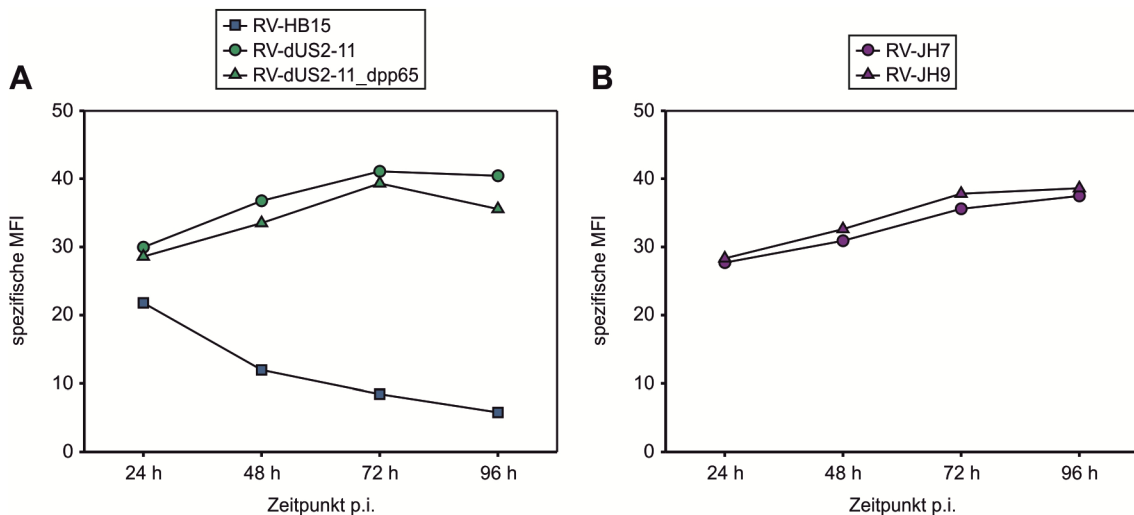 A
RV-HB15
RV-dUS2-11
RV-dUS2-11_dpp65
spezifische MFI
50
40
30
20
10
0
24 h 48 h 72 h 96 h
Zeitpunkt p.i.
B
RV-JH7
RV-JH9
spezifische MFI
50
40
30
20
10
0
24 h 48 h 72 h 96 h
Zeitpunkt p.i.